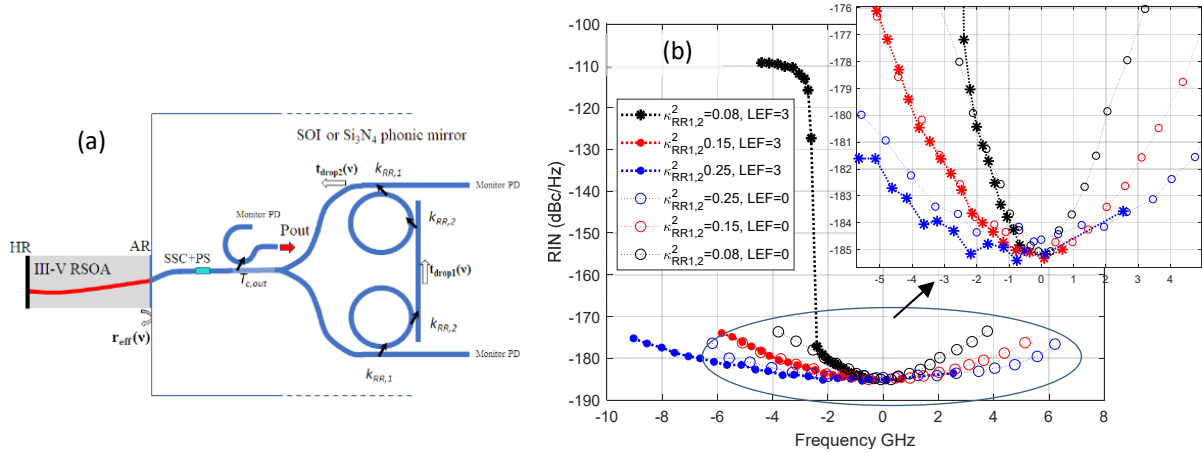 (a)
SOI or Si3N4 phonic mirror
tdrop2(ν)
kRR,1
Monitor PD
Monitor PD
kRR,2
Pout
HR
AR
SSC+PS
III-V RSOA
Tc,out
tdrop1(ν)
reff(ν)
kRR,2
Monitor PD
kRR,1
(b)
RIN (dBc/Hz)
-100
-110
-120
-130
-140
-150
-160
-170
-180
-190
κ²RR1,2=0.08, LEF=3
κ²RR1,2 0.15, LEF=3
κ²RR1,2 0.25, LEF=3
κ²RR1,2=0.25, LEF=0
κ²RR1,2=0.15, LEF=0
κ²RR1,2=0.08, LEF=0
-176
-177
-178
-179
-180
-181
-182
-183
-184
-185
-5 -4 -3 -2 -1 0 1 2 3 4
-10 -8 -6 -4 -2 0 2 4 6 8
Frequency GHz